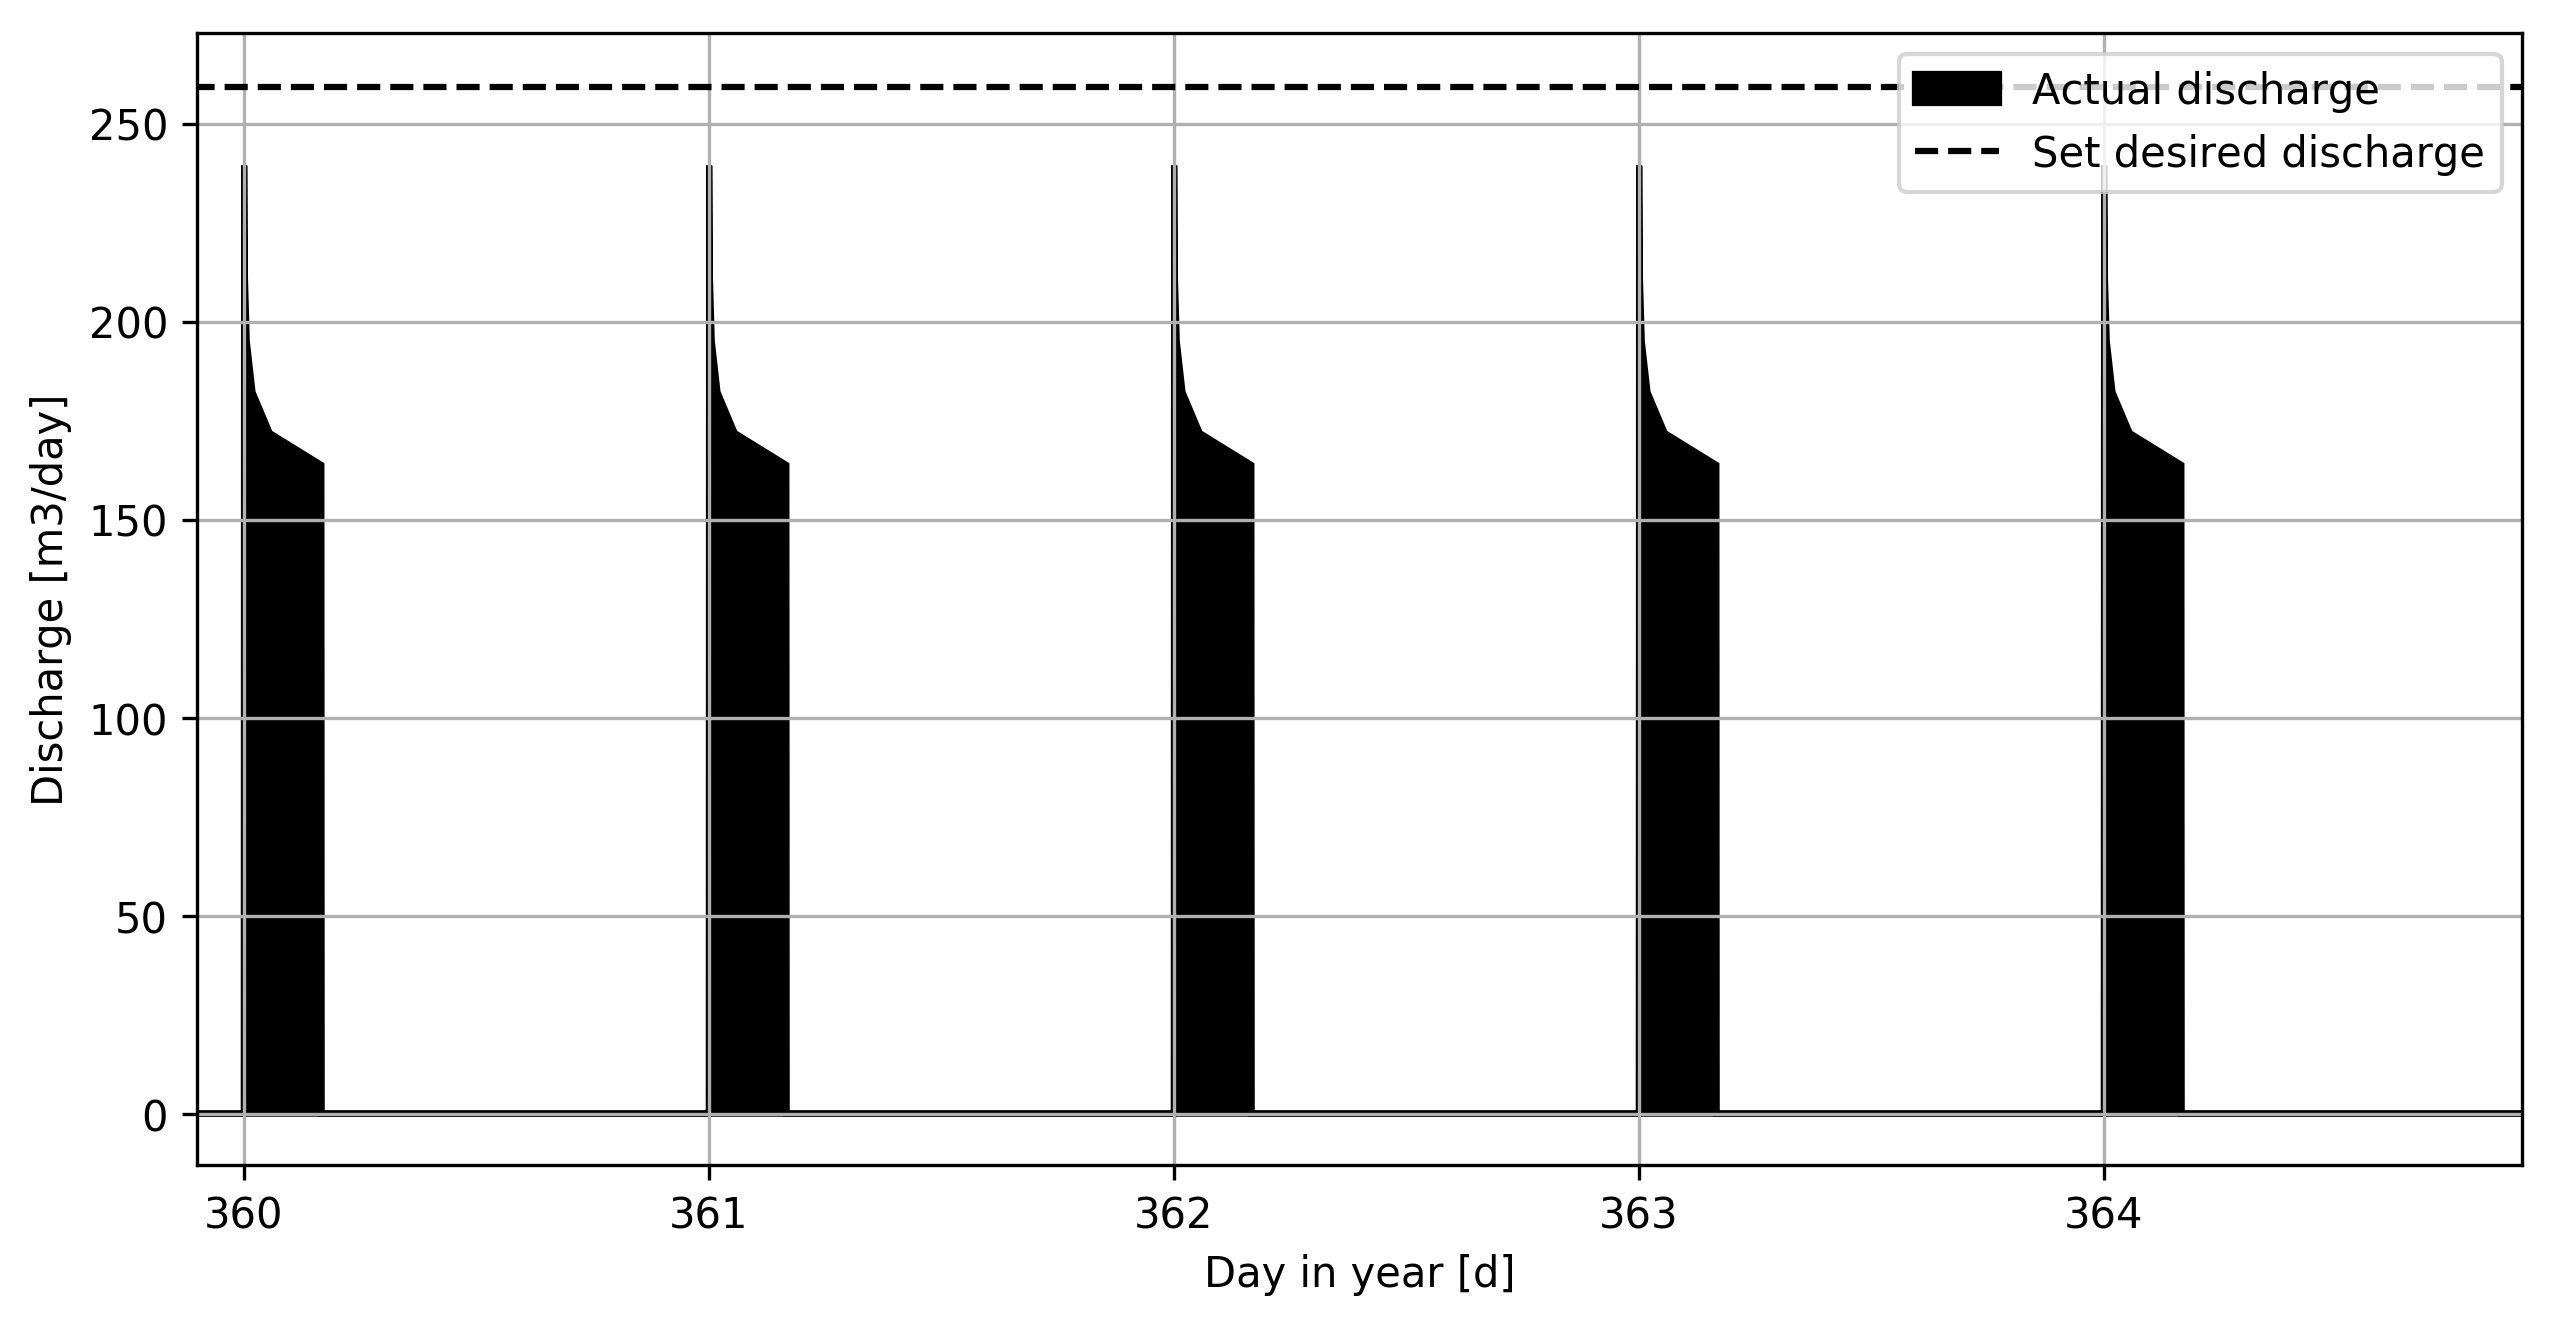 Actual discharge
Set desired discharge
Discharge [m3/day]
250
200
150
100
50
0
360 361 362 363 364
Day in year [d]